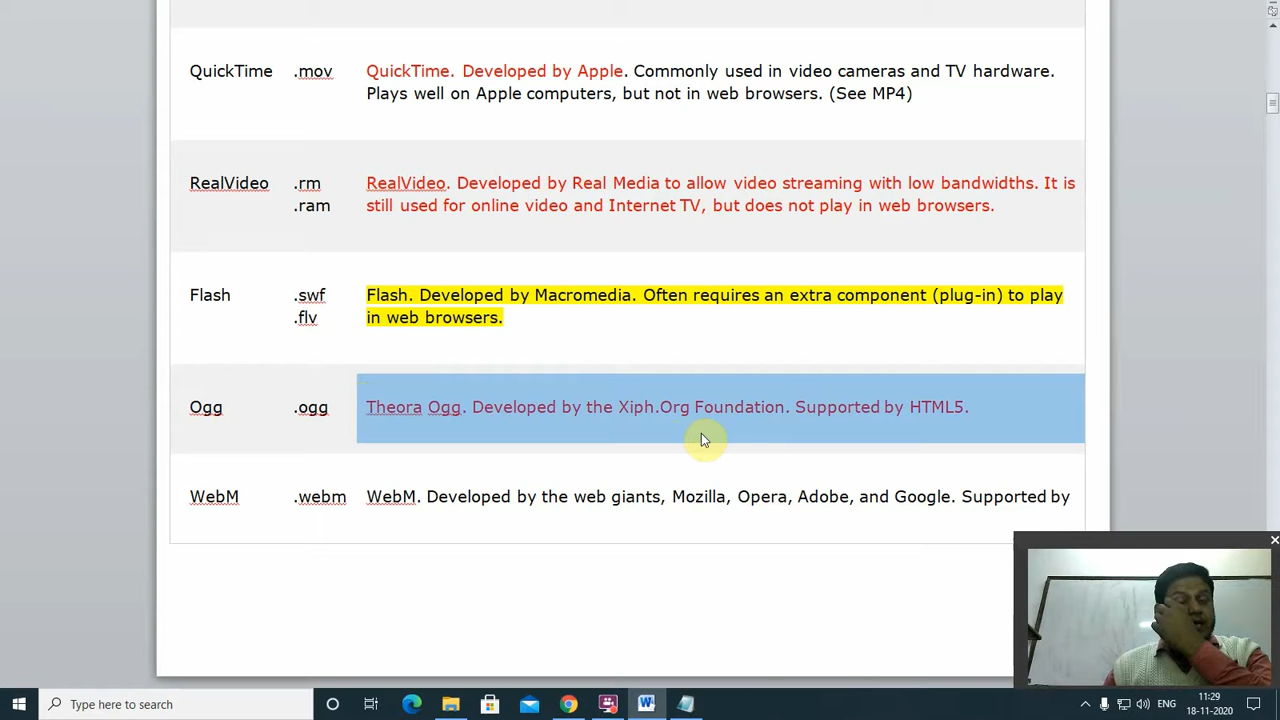 QuickTime .mov QuickTime. Developed by Apple. Commonly used in video cameras and TV hardware.
Plays well on Apple computers, but not in web browsers. (See MP4)
RealVideo .rm RealVideo. Developed by Real Media to allow video streaming with low bandwidths. It is
.ram still used for online video and Internet TV, but does not play in web browsers.
Flash .swf Flash. Developed by Macromedia. Often requires an extra component (plug-in) to play
.flv in web browsers.
Ogg .ogg Theora Ogg. Developed by the Xiph.Org Foundation. Supported by HTML5.
WebM .webm WebM. Developed by the web giants, Mozilla, Opera, Adobe, and Google. Supported by
Type here to search
ENG
11:29
18-11-2020